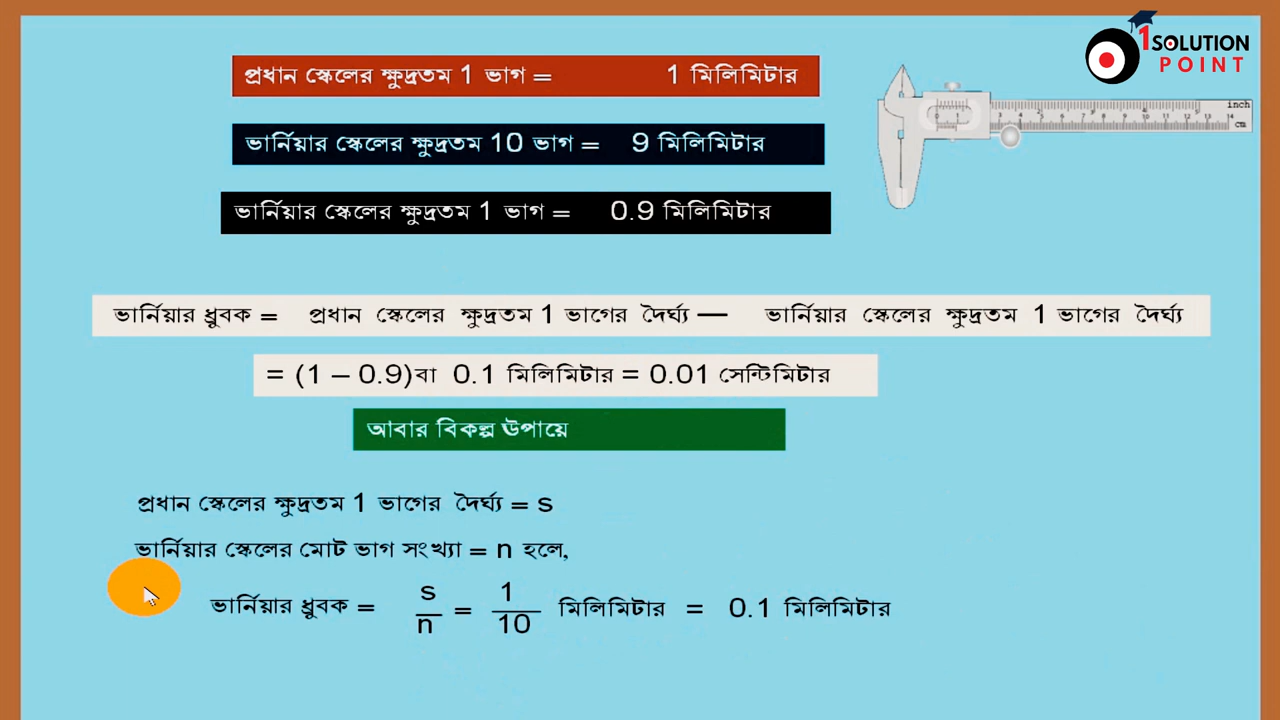 1 SOLUTION
POINT
প্রধান স্কেলের ক্ষুদ্রতম 1 ভাগ = 1 মিলিমিটার
ভার্নিয়ার স্কেলের ক্ষুদ্রতম 10 ভাগ = 9 মিলিমিটার
ভার্নিয়ার স্কেলের ক্ষুদ্রতম 1 ভাগ = 0.9 মিলিমিটার
inch
cm
ভার্নিয়ার ধ্রুবক = প্রধান স্কেলের ক্ষুদ্রতম 1 ভাগের দৈর্ঘ্য — ভার্নিয়ার স্কেলের ক্ষুদ্রতম 1 ভাগের দৈর্ঘ্য
= (1 – 0.9) বা 0.1 মিলিমিটার = 0.01 সেন্টিমিটার
আবার বিকল্প উপায়ে
প্রধান স্কেলের ক্ষুদ্রতম 1 ভাগের দৈর্ঘ্য = s
ভার্নিয়ার স্কেলের মোট ভাগ সংখ্যা = n হলে,
ভার্নিয়ার ধ্রুবক = s/n = 1/10 মিলিমিটার = 0.1 মিলিমিটার